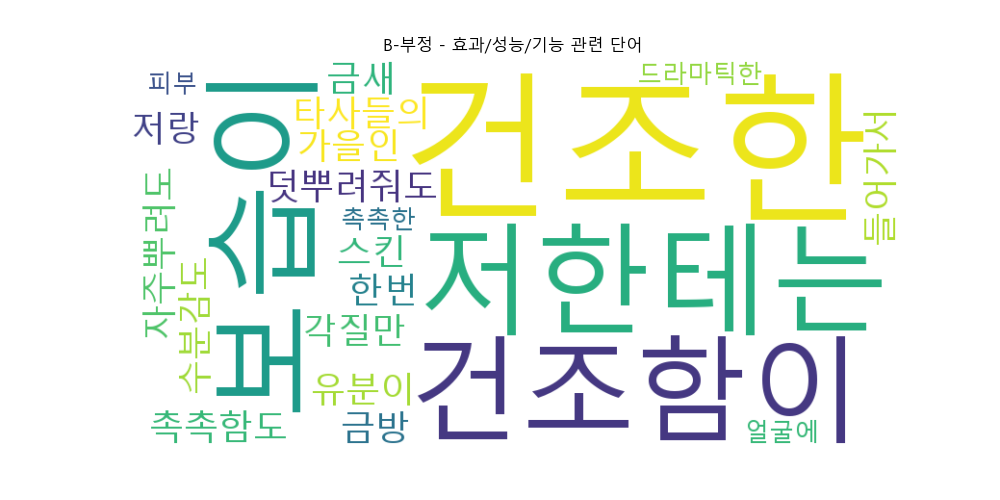 B-부정 - 효과/성능/기능 관련 단어
피부
금새
드라마틱한
저랑
타사들의
가을인
건조한
보습이
들어가서
덧뿌려줘도
자주뿌려도
촉촉한
스킨
저한테는
수분감도
한번
각질만
건조함이
유분이
촉촉함도
금방
얼굴에